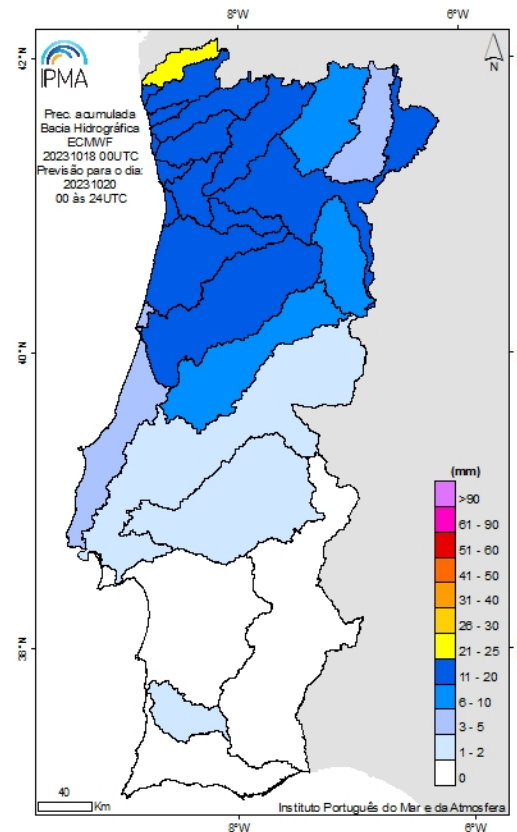 8°W
6°W
42°N
IPMA
N
Prec. acumulada
Bacia Hidrográfica
ECMWF
20231018 00UTC
Previsão para o dia:
20231020
00 às 24UTC
40°N
(mm)
>90
61 - 90
51 - 60
41 - 50
31 - 40
26 - 30
21 - 25
11 - 20
6 - 10
3 - 5
1 - 2
0
38°N
40
Km
Instituto Português do Mar e da Atmosfera
8°W
6°W